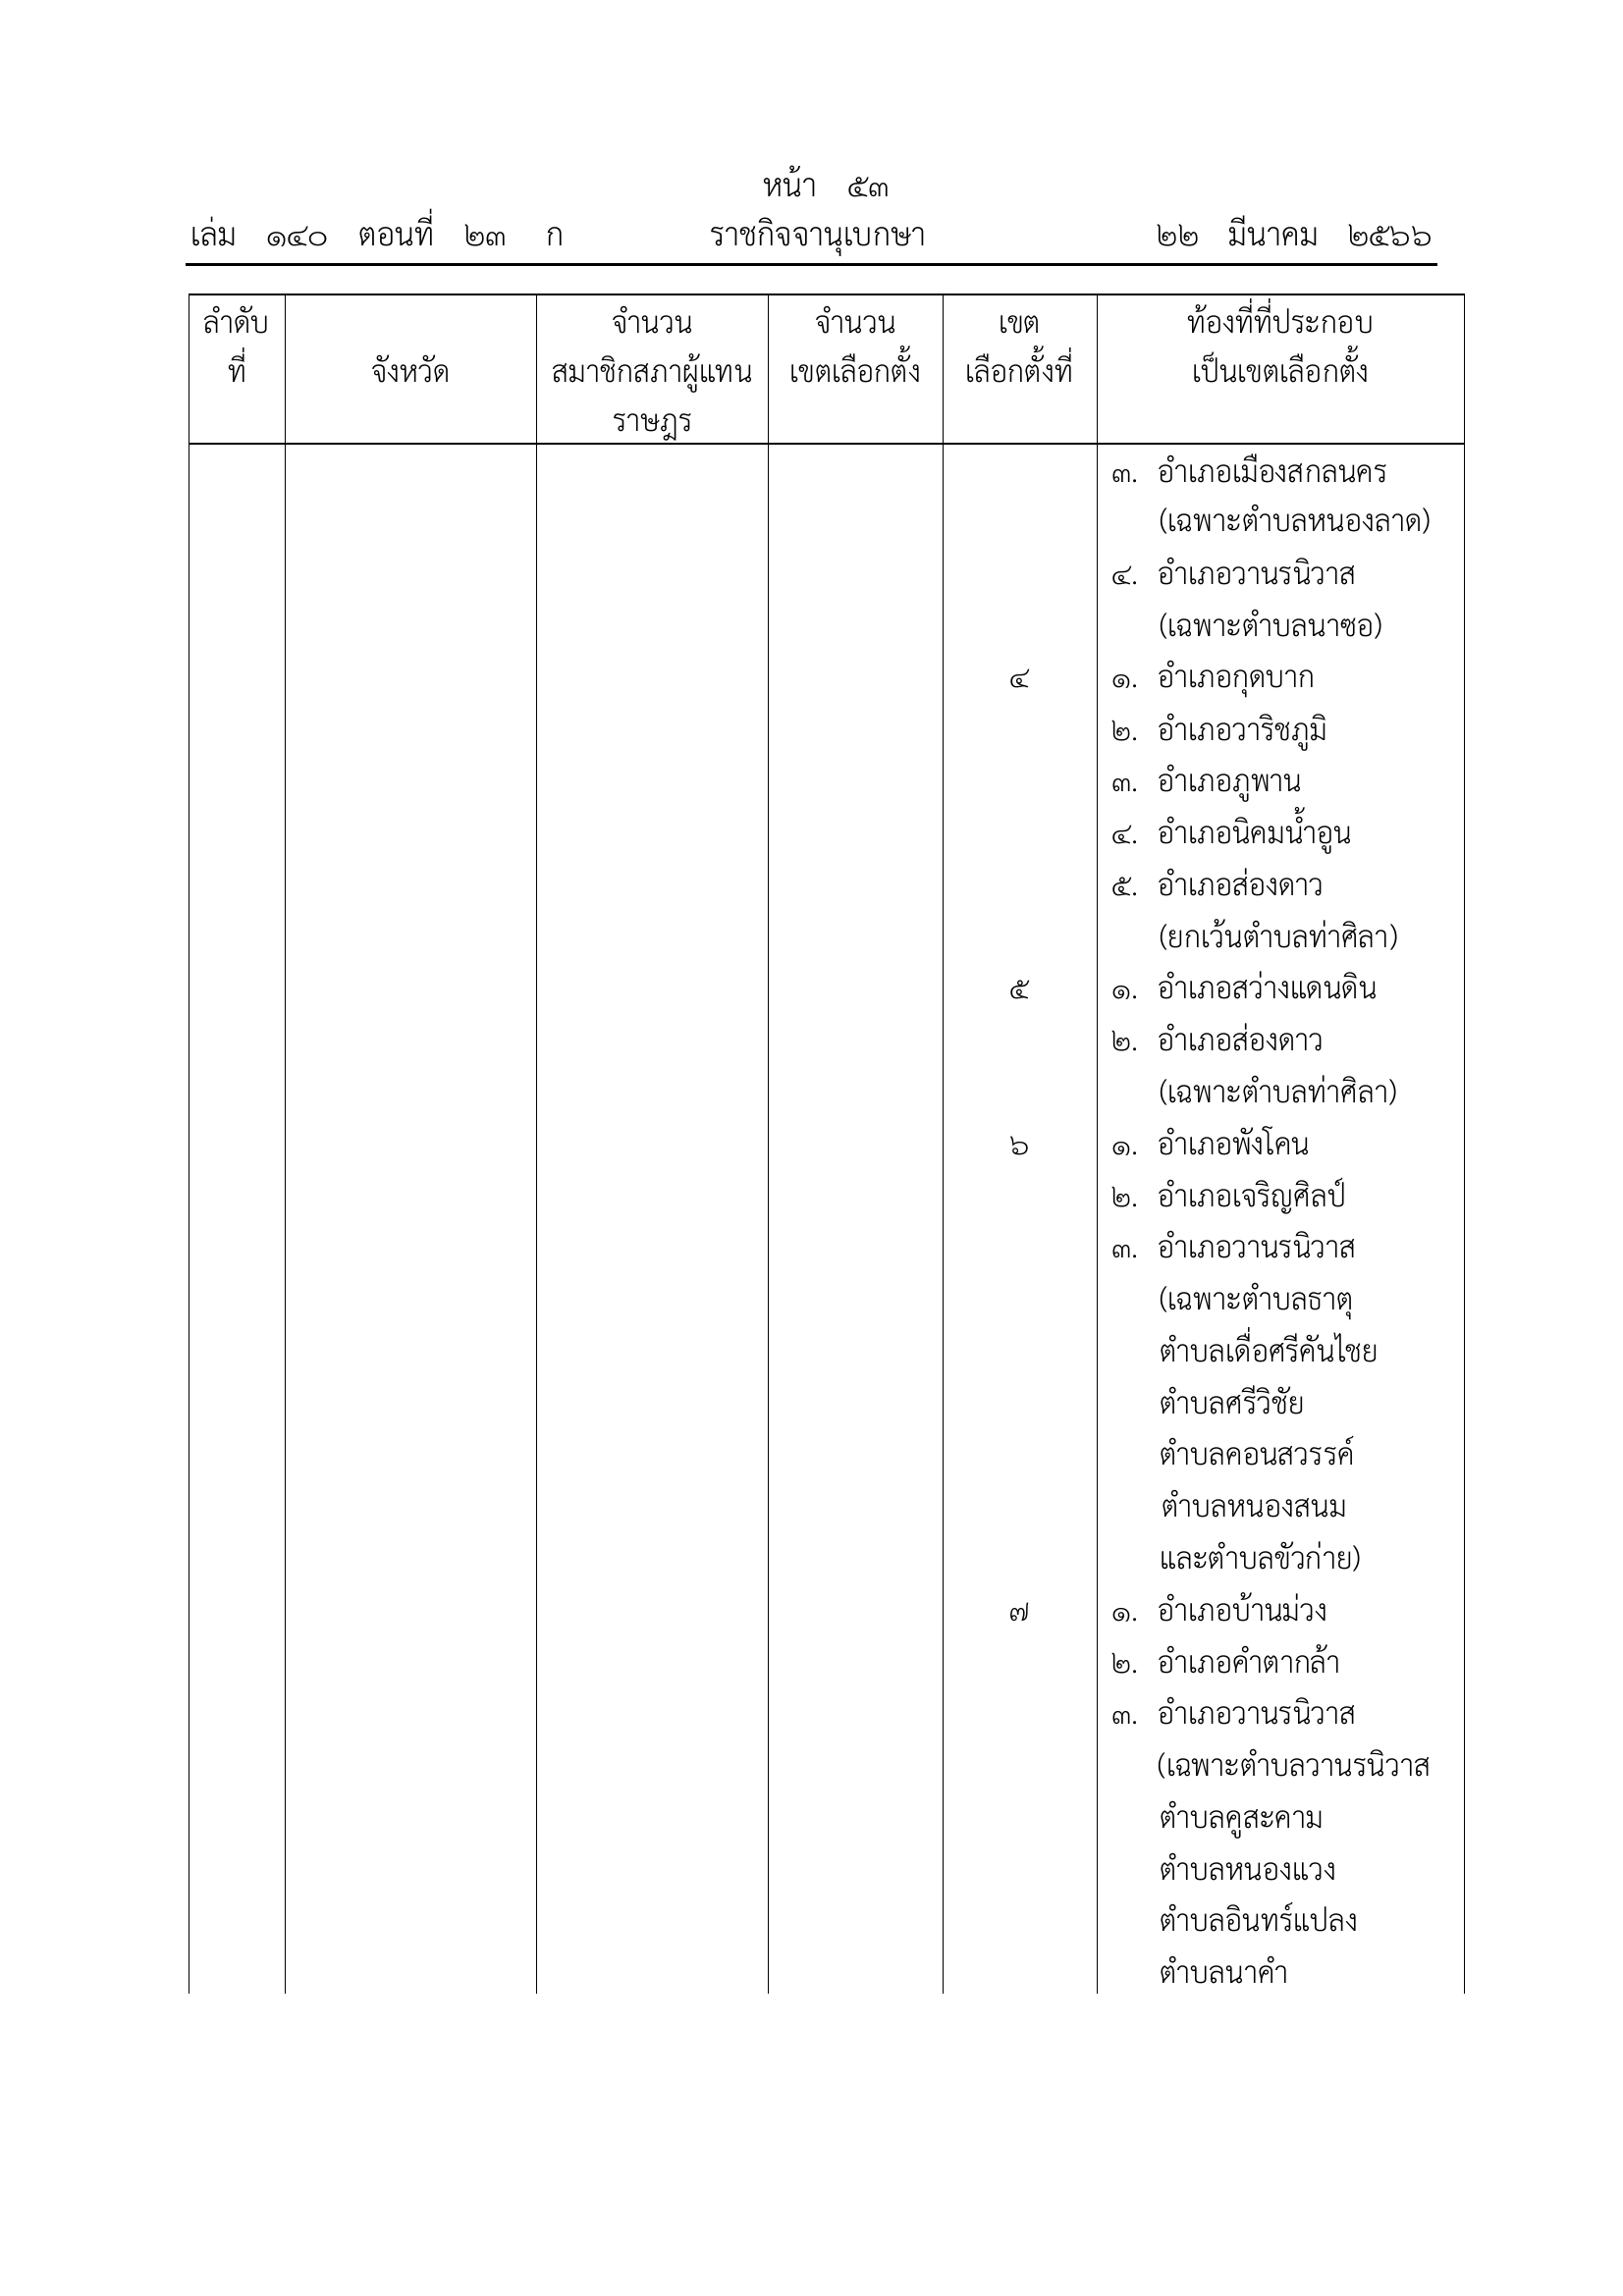 หน้า ๕๓
เล่ม ๑๔๐ ตอนที่ ๒๓ ก ราชกิจจานุเบกษา ๒๒ มีนาคม ๒๕๖๖
ลำดับ จำนวน จำนวน เขต ท้องที่ที่ประกอบ
ที่ จังหวัด สมาชิกสภาผู้แทน เขตเลือกตั้ง เลือกตั้งที่ เป็นเขตเลือกตั้ง
ราษฎร
๓. อำเภอเมืองสกลนคร
(เฉพาะตำบลหนองลาด)
๔. อำเภอวานรนิวาส
(เฉพาะตำบลนาซอ)
๔ ๑. อำเภอกุดบาก
๒. อำเภอวาริชภูมิ
๓. อำเภอภูพาน
๔. อำเภอนิคมน้ำอูน
๕. อำเภอส่องดาว
(ยกเว้นตำบลท่าศิลา)
๕ ๑. อำเภอสว่างแดนดิน
๒. อำเภอส่องดาว
(เฉพาะตำบลท่าศิลา)
๖ ๑. อำเภอพังโคน
๒. อำเภอเจริญศิลป์
๓. อำเภอวานรนิวาส
(เฉพาะตำบลธาตุ
ตำบลเดื่อศรีคันไชย
ตำบลศรีวิชัย
ตำบลคอนสวรรค์
ตำบลหนองสนม
และตำบลขัวก่าย)
๗ ๑. อำเภอบ้านม่วง
๒. อำเภอคำตากล้า
๓. อำเภอวานรนิวาส
(เฉพาะตำบลวานรนิวาส
ตำบลคูสะคาม
ตำบลหนองแวง
ตำบลอินทร์แปลง
ตำบลนาคำ